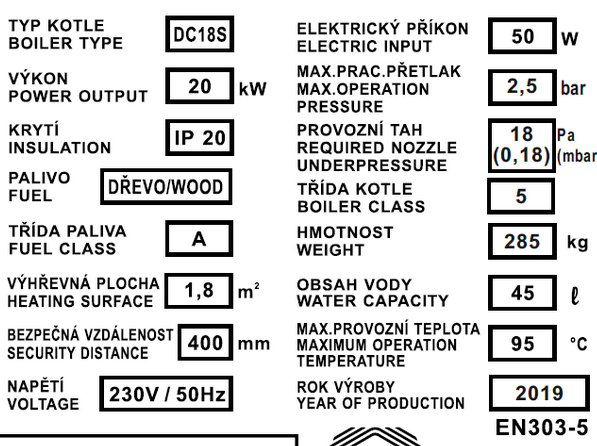 TYP KOTLE
BOILER TYPE
DC18S
VÝKON
POWER OUTPUT
20 kW
KRYTÍ
INSULATION
IP 20
PALIVO
FUEL
DŘEVO/WOOD
TŘÍDA PALIVA
FUEL CLASS
A
VÝHŘEVNÁ PLOCHA
HEATING SURFACE
1,8 m²
BEZPEČNÁ VZDÁLENOST
SECURITY DISTANCE
400 mm
NAPĚTÍ
VOLTAGE
230V / 50Hz
ELEKTRICKÝ PŘÍKON
ELECTRIC INPUT
50 W
MAX.PRAC.PŘETLAK
MAX.OPERATION
PRESSURE
2,5 bar
PROVOZNÍ TAH
REQUIRED NOZZLE
UNDERPRESSURE
18 Pa
(0,18) (mbar
TŘÍDA KOTLE
BOILER CLASS
5
HMOTNOST
WEIGHT
285 kg
OBSAH VODY
WATER CAPACITY
45 ℓ
MAX.PROVOZNÍ TEPLOTA
MAXIMUM OPERATION
TEMPERATURE
95 °C
ROK VÝROBY
YEAR OF PRODUCTION
2019
EN303-5